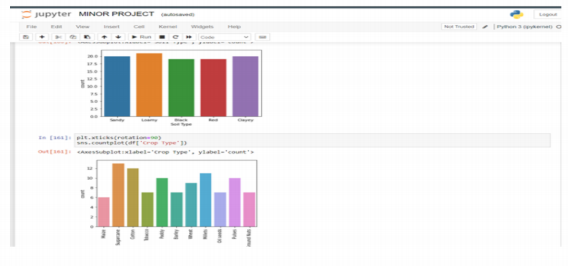 jupyter MINOR PROJECT (autosaved)
Logout
File Edit View Insert Cell Kernel Widgets Help
Not Trusted
Python 3 (ipykernel)
Run
Code
20.0
17.5
15.0
12.5
10.0
7.5
5.0
2.5
0.0
count
Sandy Loamy Black Red Clayey
Soil Type
In [161]: plt.xticks(rotation=90)
sns.countplot(df['Crop Type'])
Out[161]: <AxesSubplot:xlabel='Crop Type', ylabel='count'>
12
10
8
6
4
2
0
count
Maize Sugarcane Cotton Tobacco Paddy Barley Wheat Millets Oil seeds Pulses Ground Nuts